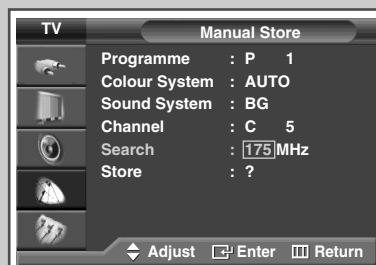 TV
Manual Store
Programme : P 1
Colour System : AUTO
Sound System : BG
Channel : C 5
Search : 175 MHz
Store : ?
Adjust Enter Return